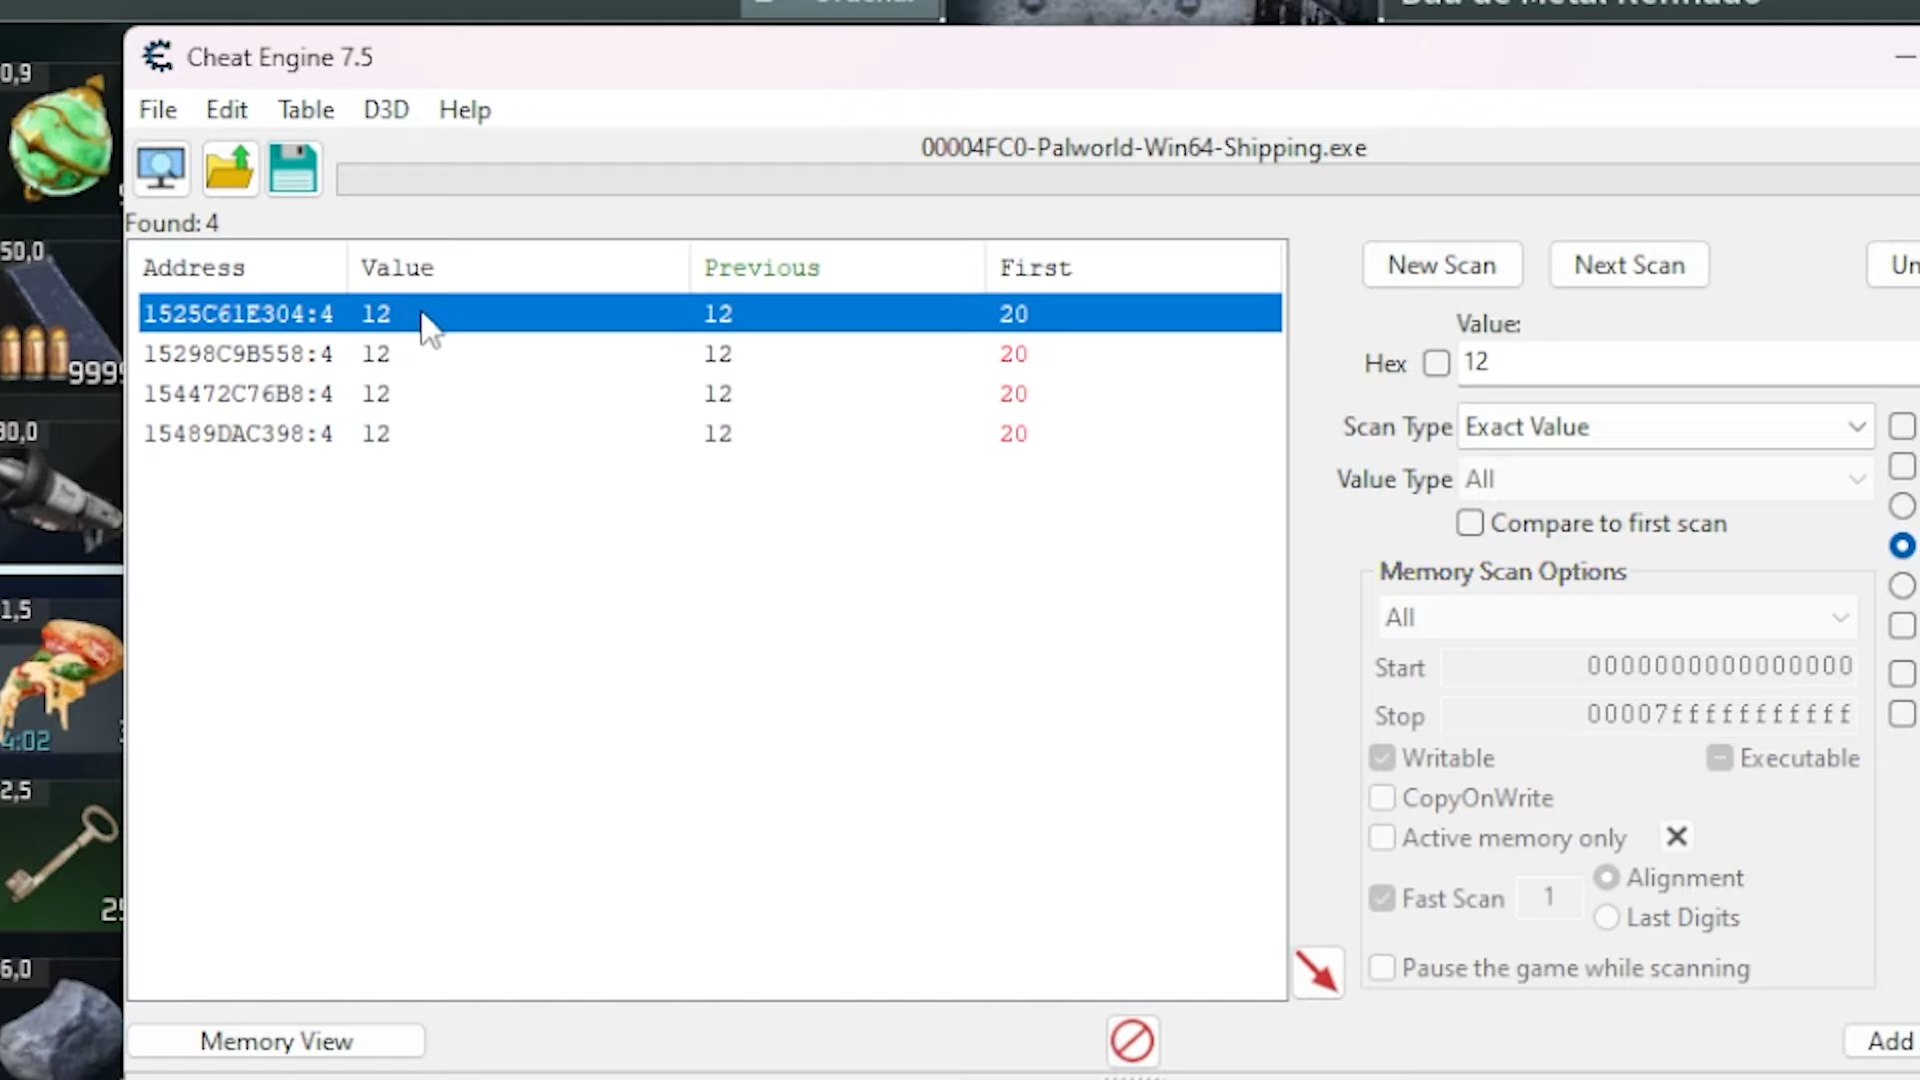 Cheat Engine 7.5
File Edit Table D3D Help
00004FC0-Palworld-Win64-Shipping.exe
Found: 4
Address Value Previous First
1525C61E304:4 12 12 20
15298C9B558:4 12 12 20
154472C76B8:4 12 12 20
15489DAC398:4 12 12 20
New Scan Next Scan Un
Value:
Hex 12
Scan Type Exact Value
Value Type All
Compare to first scan
Memory Scan Options
All
Start 0000000000000000
Stop 00007fffffffffff
Writable Executable
CopyOnWrite
Active memory only
Fast Scan 1 Alignment
Last Digits
Pause the game while scanning
Memory View
Add
0,9
50,0
999
30,0
1,5
4:02
2,5
25
6,0